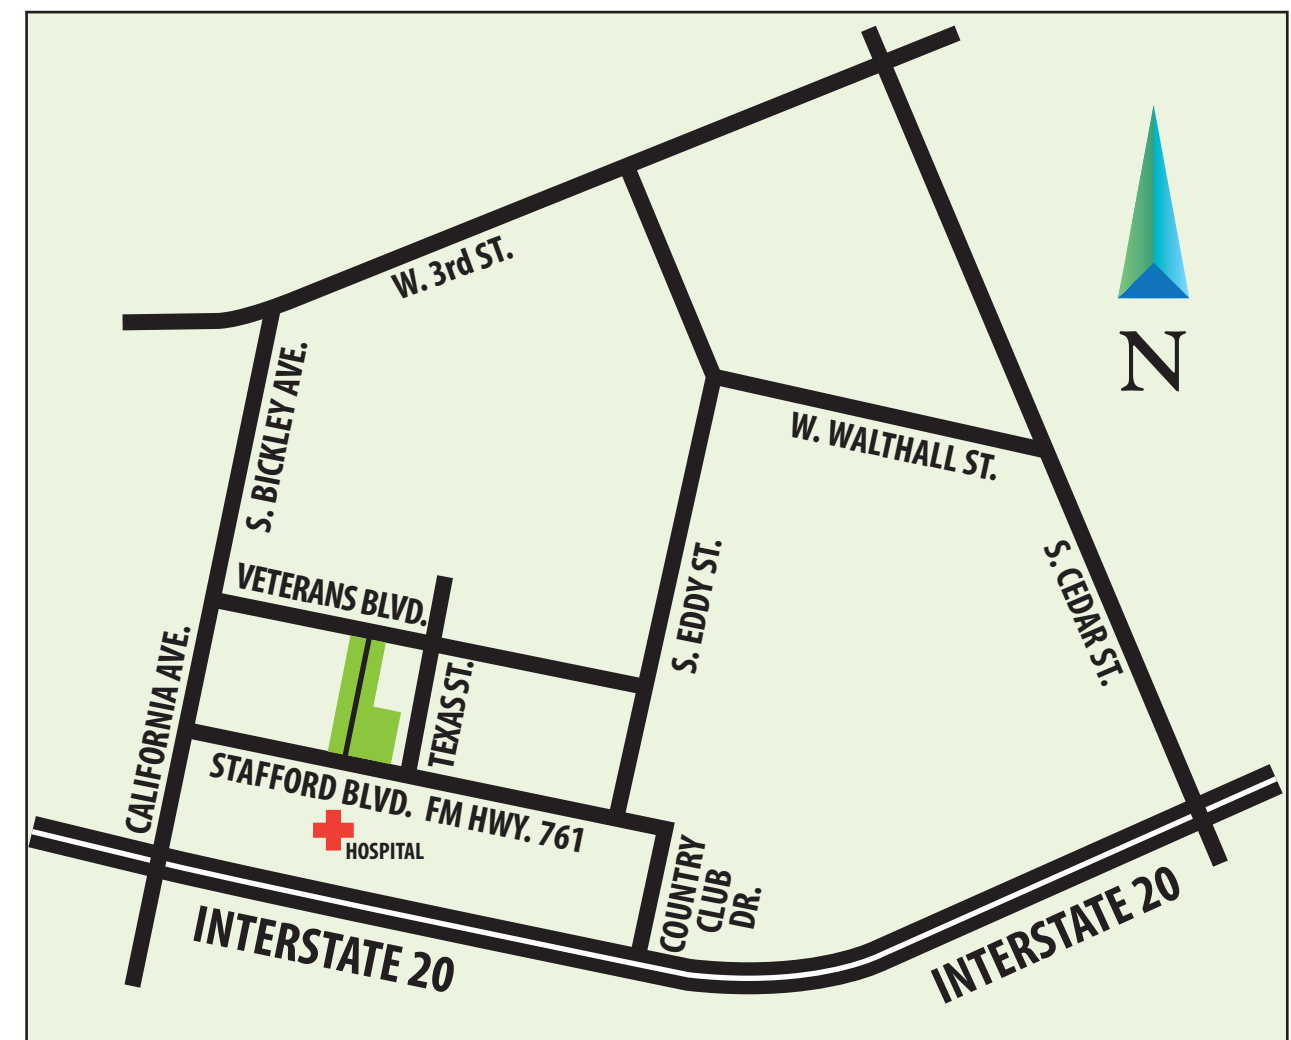 W. 3rd ST.
N
S. BICKLEY AVE.
W. WALTHALL ST.
VETERANS BLVD.
S. EDDY ST.
S. CEDAR ST.
CALIFORNIA AVE.
TEXAS ST.
STAFFORD BLVD. FM HWY. 761
HOSPITAL
COUNTRY
CLUB
DR.
INTERSTATE 20
INTERSTATE 20